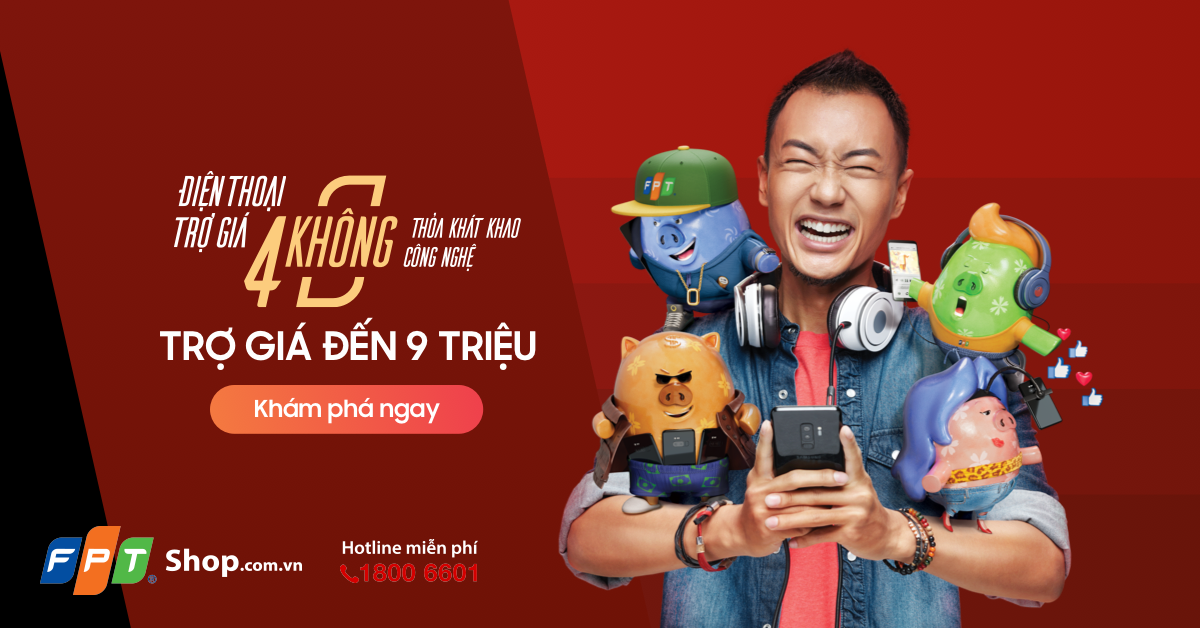 ĐIỆN THOẠI
TRỢ GIÁ
4 KHÔNG
THỎA KHÁT KHAO
CÔNG NGHỆ
TRỢ GIÁ ĐẾN 9 TRIỆU
Khám phá ngay
FPT
FPT® Shop.com.vn
Hotline miễn phí
1800 6601